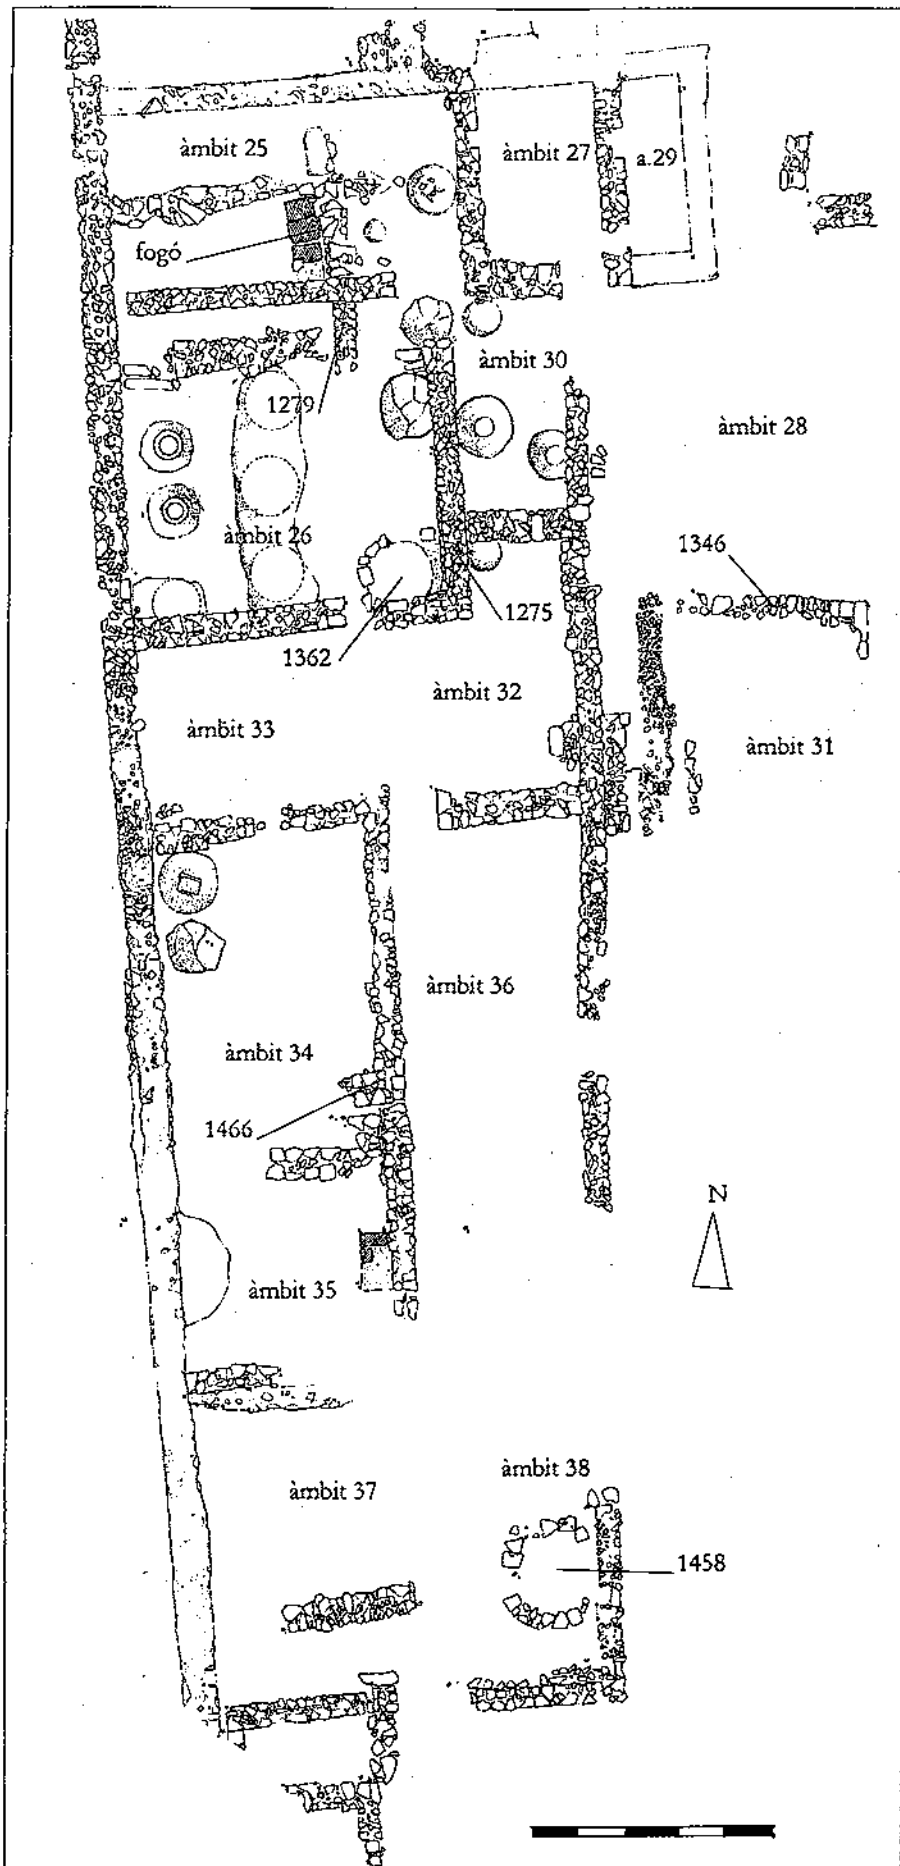 àmbit 25
àmbit 27
a.29
fogó
àmbit 30
1279
àmbit 28
àmbit 26
1346
1275
1362
àmbit 32
àmbit 33
àmbit 31
àmbit 36
àmbit 34
1466
N
àmbit 35
àmbit 38
àmbit 37
1458